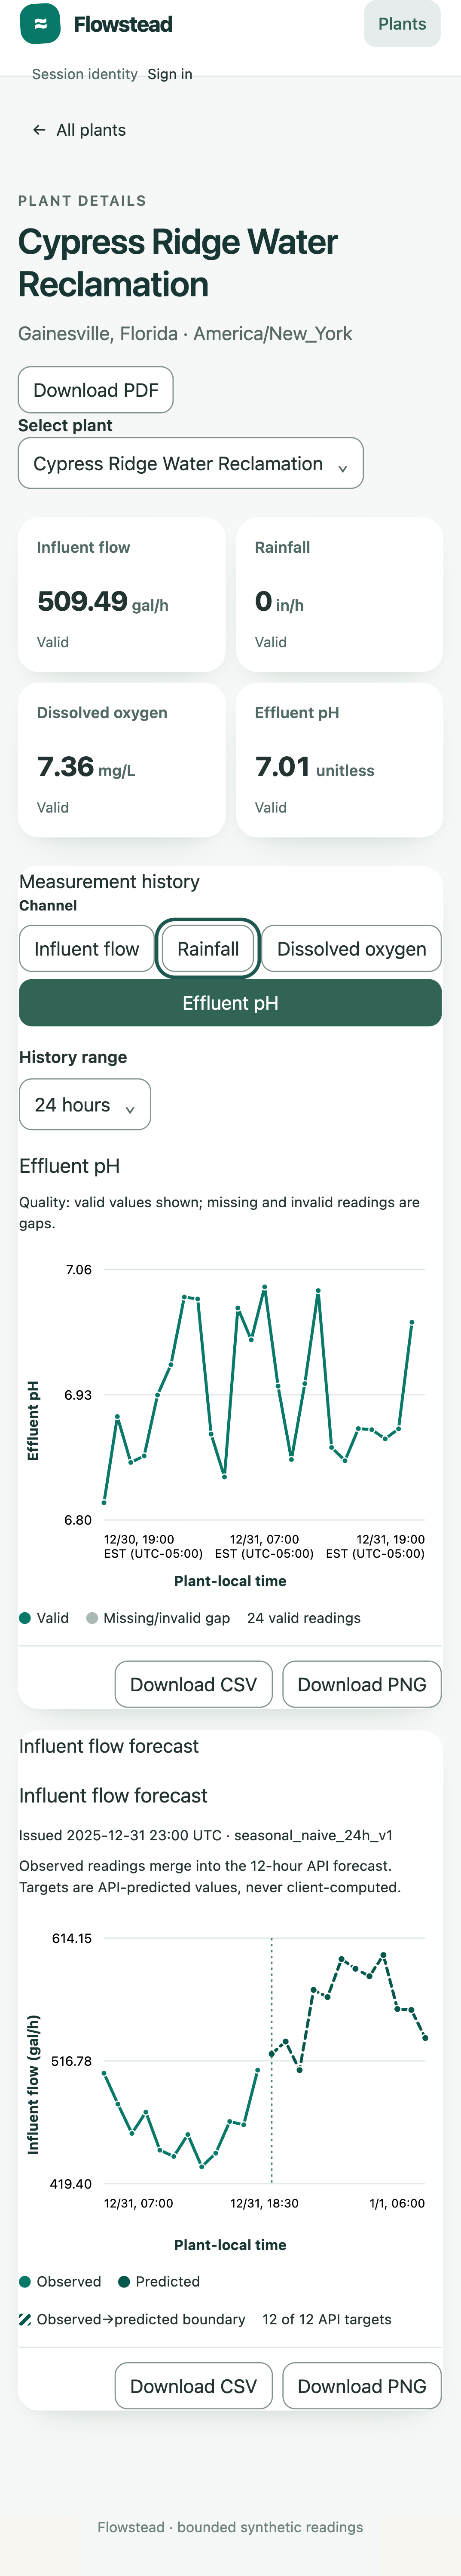 ≈ Flowstead Plants
Session identity Sign in
← All plants
PLANT DETAILS
Cypress Ridge Water
Reclamation
Gainesville, Florida · America/New_York
Download PDF
Select plant
Cypress Ridge Water Reclamation
Influent flow
509.49 gal/h
Valid
Rainfall
0 in/h
Valid
Dissolved oxygen
7.36 mg/L
Valid
Effluent pH
7.01 unitless
Valid
Measurement history
Channel
Influent flow Rainfall Dissolved oxygen
Effluent pH
History range
24 hours
Effluent pH
Quality: valid values shown; missing and invalid readings are
gaps.
7.06
6.93
6.80
Effluent pH
12/30, 19:00 12/31, 07:00 12/31, 19:00
EST (UTC-05:00) EST (UTC-05:00) EST (UTC-05:00)
Plant-local time
Valid Missing/invalid gap 24 valid readings
Download CSV Download PNG
Influent flow forecast
Influent flow forecast
Issued 2025-12-31 23:00 UTC · seasonal_naive_24h_v1
Observed readings merge into the 12-hour API forecast.
Targets are API-predicted values, never client-computed.
614.15
516.78
419.40
Influent flow (gal/h)
12/31, 07:00 12/31, 18:30 1/1, 06:00
Plant-local time
Observed Predicted
Observed→predicted boundary 12 of 12 API targets
Download CSV Download PNG
Flowstead · bounded synthetic readings